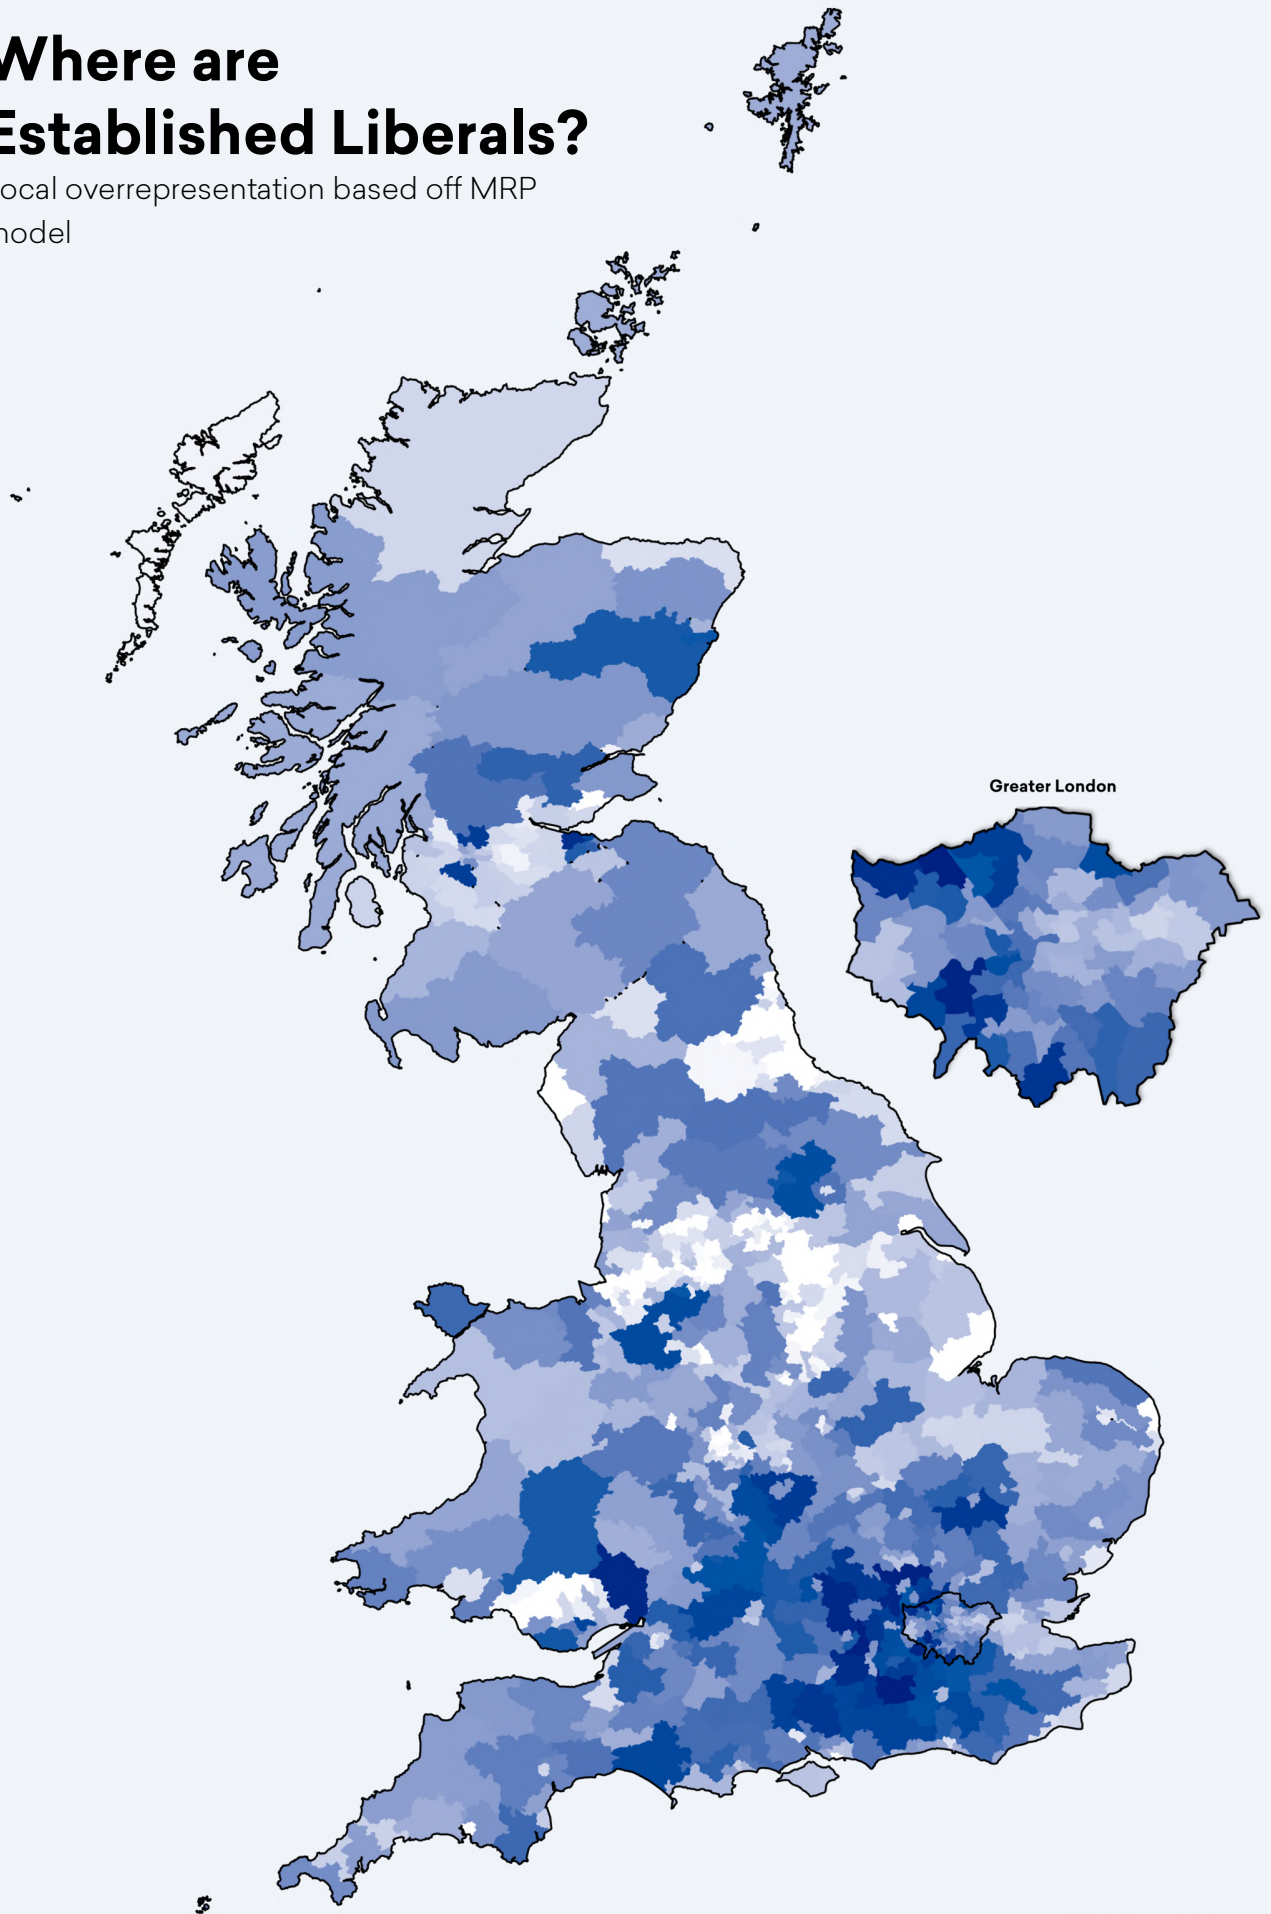 Where are
Established Liberals?
ocal overrepresentation based off MRP
nodel
Greater London